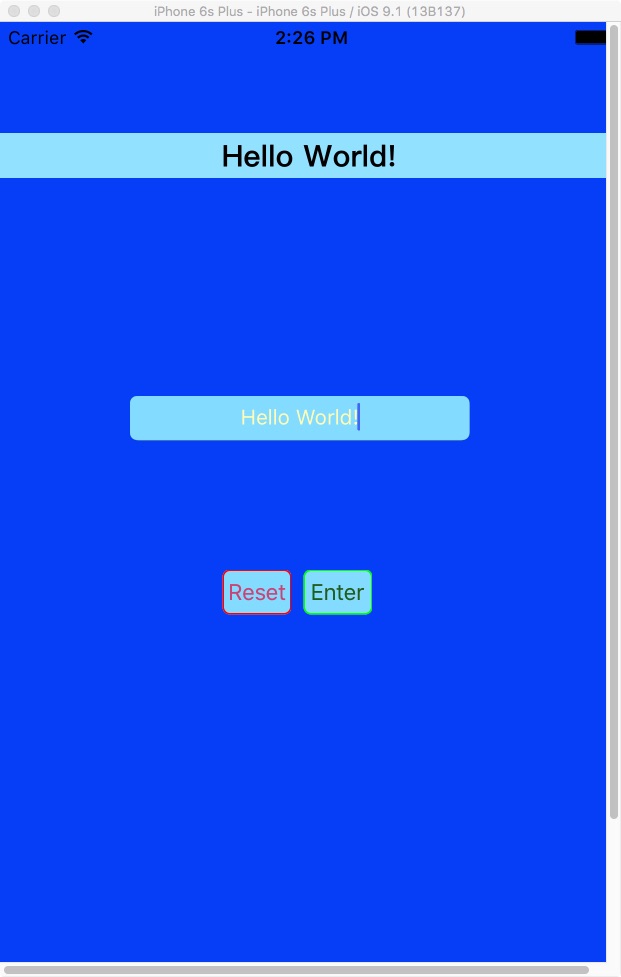 iPhone 6s Plus - iPhone 6s Plus / iOS 9.1 (13B137)
Carrier 2:26 PM
Hello World!
Hello World!
Reset Enter